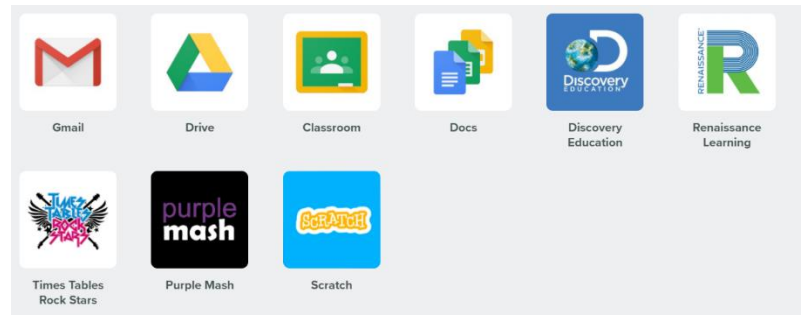 Discovery
EDUCATION
RENAISSANCE
R
Gmail
Drive
Classroom
Docs
Discovery
Education
Renaissance
Learning
TIMES
TABLES
ROCK
STARS
purple
mash
SCRATCH
Times Tables
Rock Stars
Purple Mash
Scratch